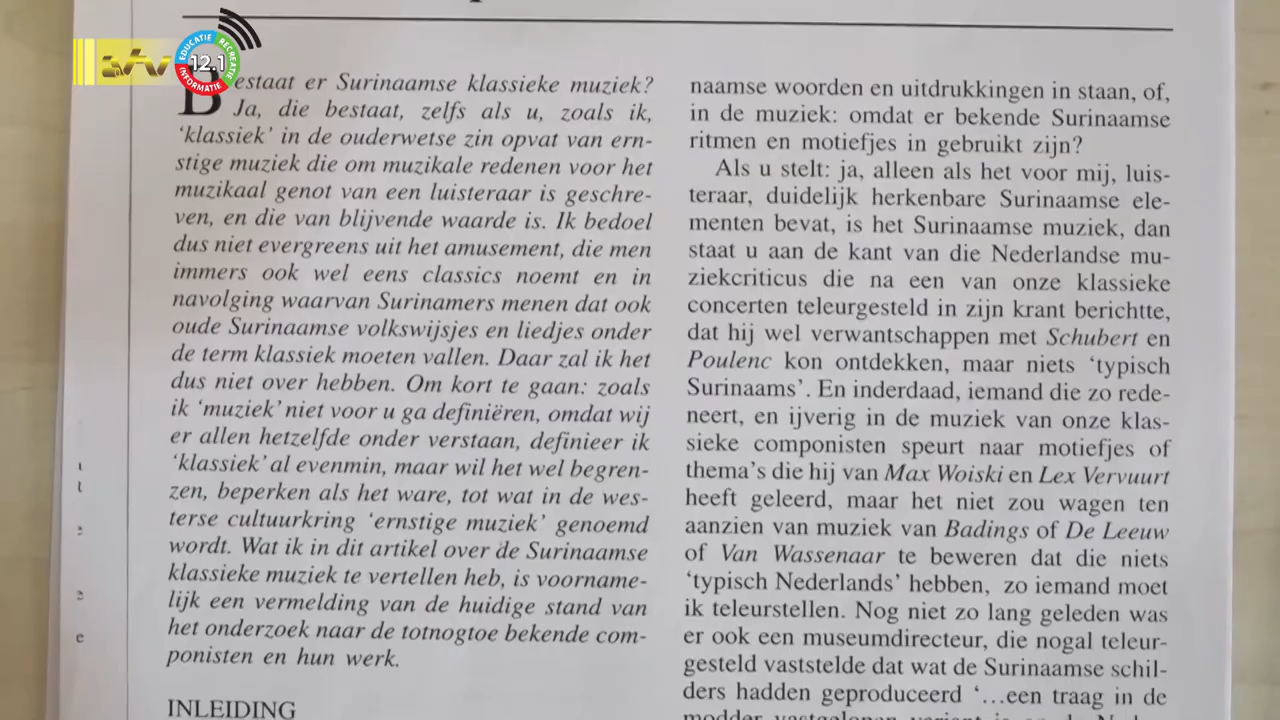 atv
EDUCATIE
RECREATIE
INFORMATIE
12.1
Bestaat er Surinaamse klassieke muziek?
Ja, die bestaat, zelfs als u, zoals ik,
‘klassiek’ in de ouderwetse zin opvat van ern-
stige muziek die om muzikale redenen voor het
muzikaal genot van een luisteraar is geschre-
ven, en die van blijvende waarde is. Ik bedoel
dus niet evergreens uit het amusement, die men
immers ook wel eens classics noemt en in
navolging waarvan Surinamers menen dat ook
oude Surinaamse volkswijsjes en liedjes onder
de term klassiek moeten vallen. Daar zal ik het
dus niet over hebben. Om kort te gaan: zoals
ik ‘muziek’ niet voor u ga definiëren, omdat wij
er allen hetzelfde onder verstaan, definieer ik
‘klassiek’ al evenmin, maar wil het wel begren-
zen, beperken als het ware, tot wat in de wes-
terse cultuurkring ‘ernstige muziek’ genoemd
wordt. Wat ik in dit artikel over de Surinaamse
klassieke muziek te vertellen heb, is voorname-
lijk een vermelding van de huidige stand van
het onderzoek naar de totnogtoe bekende com-
ponisten en hun werk.
INLEIDING
naamse woorden en uitdrukkingen in staan, of,
in de muziek: omdat er bekende Surinaamse
ritmen en motiefjes in gebruikt zijn?
Als u stelt: ja, alleen als het voor mij, luis-
teraar, duidelijk herkenbare Surinaamse ele-
menten bevat, is het Surinaamse muziek, dan
staat u aan de kant van die Nederlandse mu-
ziekcriticus die na een van onze klassieke
concerten teleurgesteld in zijn krant berichtte,
dat hij wel verwantschappen met Schubert en
Poulenc kon ontdekken, maar niets ‘typisch
Surinaams’. En inderdaad, iemand die zo rede-
neert, en ijverig in de muziek van onze klas-
sieke componisten speurt naar motiefjes of
thema’s die hij van Max Woiski en Lex Vervuurt
heeft geleerd, maar het niet zou wagen ten
aanzien van muziek van Badings of De Leeuw
of Van Wassenaar te beweren dat die niets
‘typisch Nederlands’ hebben, zo iemand moet
ik teleurstellen. Nog niet zo lang geleden was
er ook een museumdirecteur, die nogal teleur-
gesteld vaststelde dat wat de Surinaamse schil-
ders hadden geproduceerd ‘…een traag in de